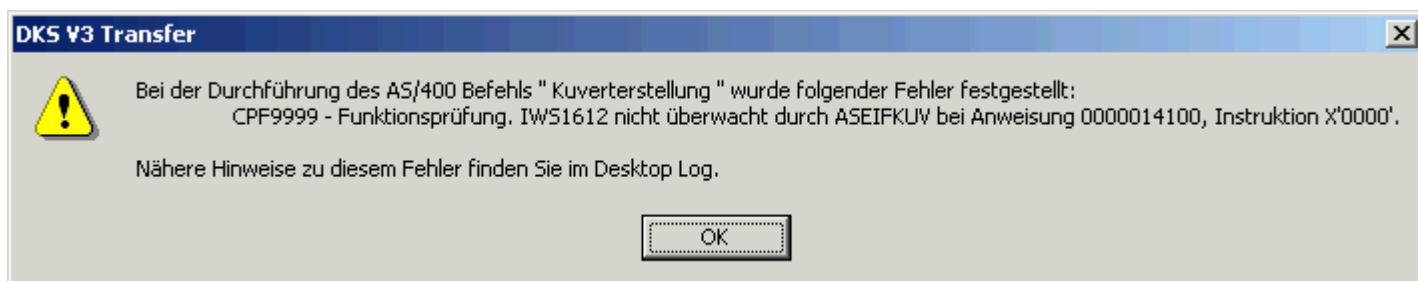 DKS V3 Transfer
Bei der Durchführung des AS/400 Befehls " Kuverterstellung " wurde folgender Fehler festgestellt:
CPF9999 - Funktionsprüfung. IWS1612 nicht überwacht durch ASEIFKUV bei Anweisung 0000014100, Instruktion X'0000'.
Nähere Hinweise zu diesem Fehler finden Sie im Desktop Log.
OK